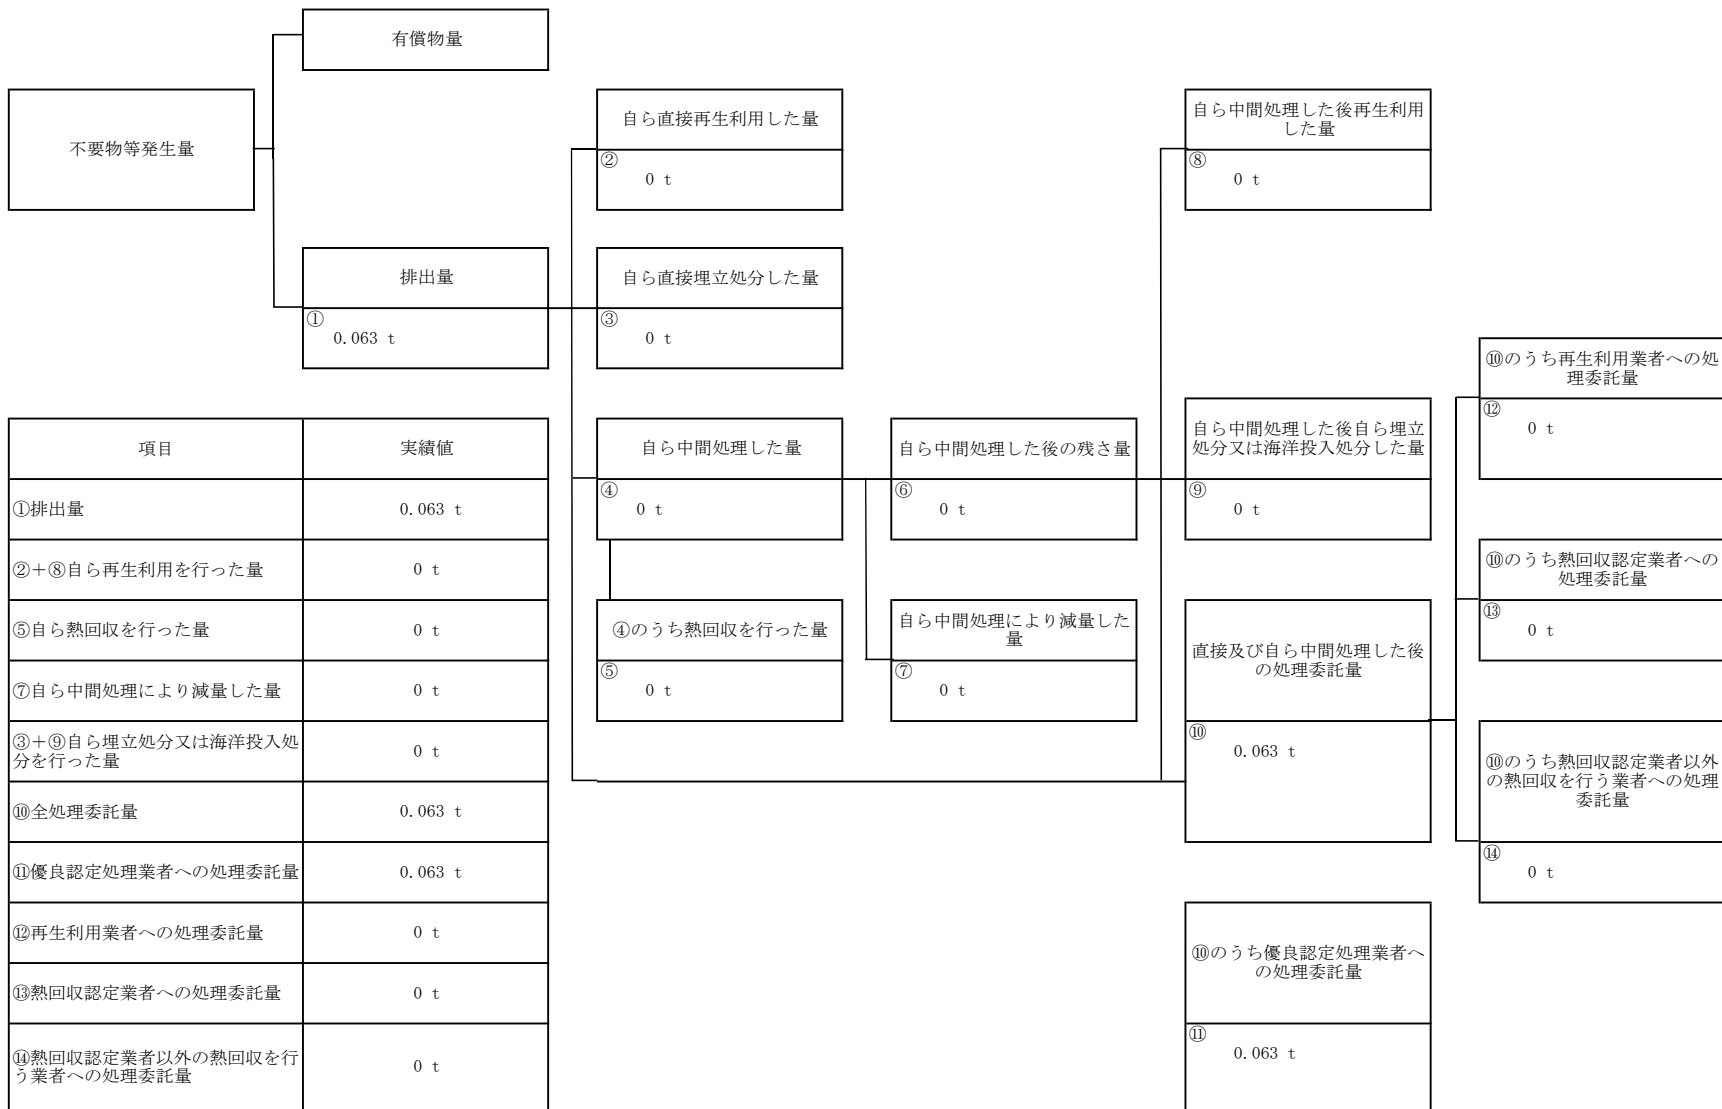 有償物量
不要物等発生量
自ら直接再生利用した量
②
0 t
自ら中間処理した後再生利用
した量
⑧
0 t
排出量
①
0.063 t
自ら直接埋立処分した量
③
0 t
⑩のうち再生利用業者への処
理委託量
⑫
0 t
項目
実績値
①排出量
0.063 t
②+⑧自ら再生利用を行った量
0 t
⑤自ら熱回収を行った量
0 t
⑦自ら中間処理により減量した量
0 t
③+⑨自ら埋立処分又は海洋投入処
分を行った量
0 t
⑩全処理委託量
0.063 t
⑪優良認定処理業者への処理委託量
0.063 t
⑫再生利用業者への処理委託量
0 t
⑬熱回収認定業者への処理委託量
0 t
⑭熱回収認定業者以外の熱回収を行
う業者への処理委託量
0 t
自ら中間処理した量
④
0 t
自ら中間処理した後の残さ量
⑥
0 t
自ら中間処理した後自ら埋立
処分又は海洋投入処分した量
⑨
0 t
④のうち熱回収を行った量
⑤
0 t
自ら中間処理により減量した
量
⑦
0 t
直接及び自ら中間処理した後
の処理委託量
⑩
0.063 t
⑩のうち熱回収認定業者への
処理委託量
⑬
0 t
⑩のうち熱回収認定業者以外
の熱回収を行う業者への処理
委託量
⑭
0 t
⑩のうち優良認定処理業者へ
の処理委託量
⑪
0.063 t